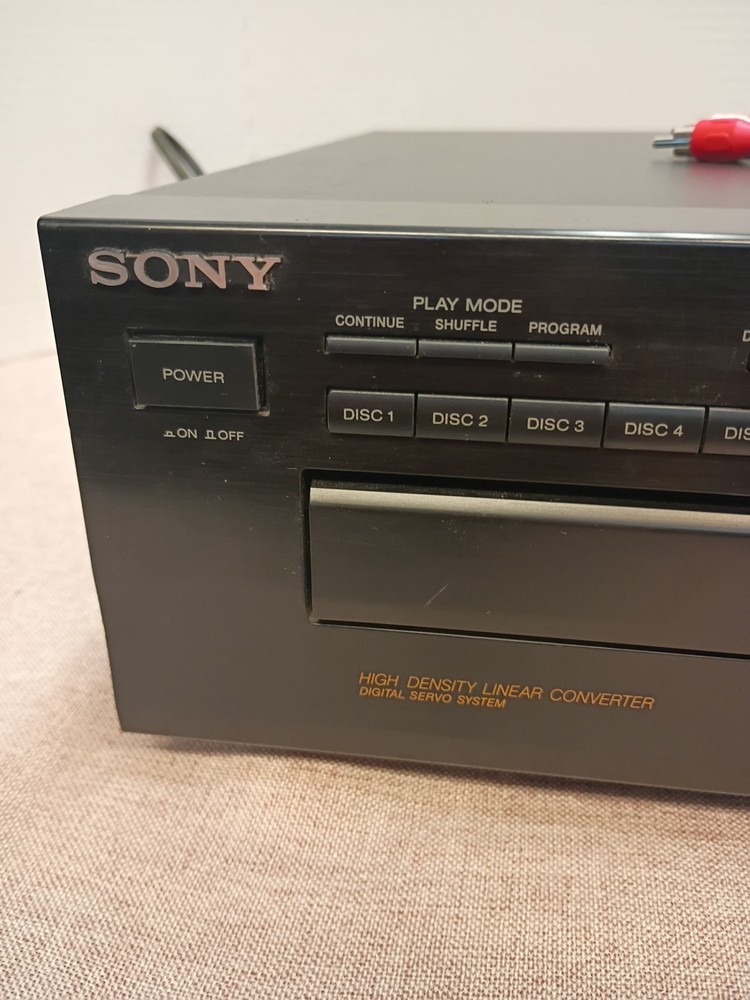 SONY
PLAY MODE
CONTINUE SHUFFLE PROGRAM
POWER
ON OFF
DISC 1 DISC 2 DISC 3 DISC 4
HIGH DENSITY LINEAR CONVERTER
DIGITAL SERVO SYSTEM